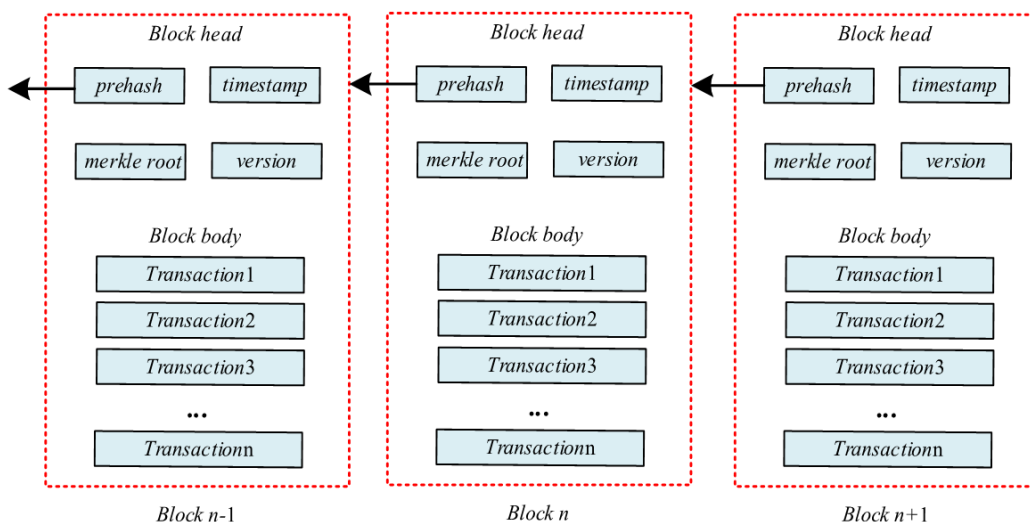 Block head
prehash timestamp
merkle root version
Block body
Transaction1
Transaction2
Transaction3
...
Transactionn
Block n-1
Block head
prehash timestamp
merkle root version
Block body
Transaction1
Transaction2
Transaction3
...
Transactionn
Block n
Block head
prehash timestamp
merkle root version
Block body
Transaction1
Transaction2
Transaction3
...
Transactionn
Block n+1